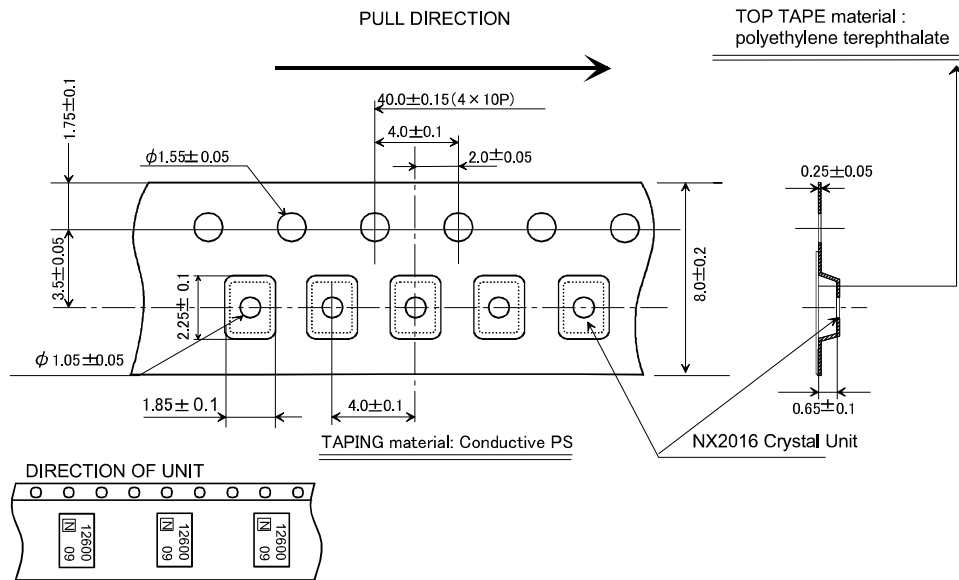 PULL DIRECTION
TOP TAPE material :
polyethylene terephthalate
1.75±0.1
40.0±0.15(4×10P)
4.0±0.1
2.0±0.05
ϕ1.55±0.05
0.25±0.05
3.5±0.05
2.25±0.1
8.0±0.2
ϕ1.05±0.05
1.85±0.1
4.0±0.1
0.65±0.1
TAPING material: Conductive PS
NX2016 Crystal Unit
DIRECTION OF UNIT
12600
N 09
12600
N 09
12600
N 09